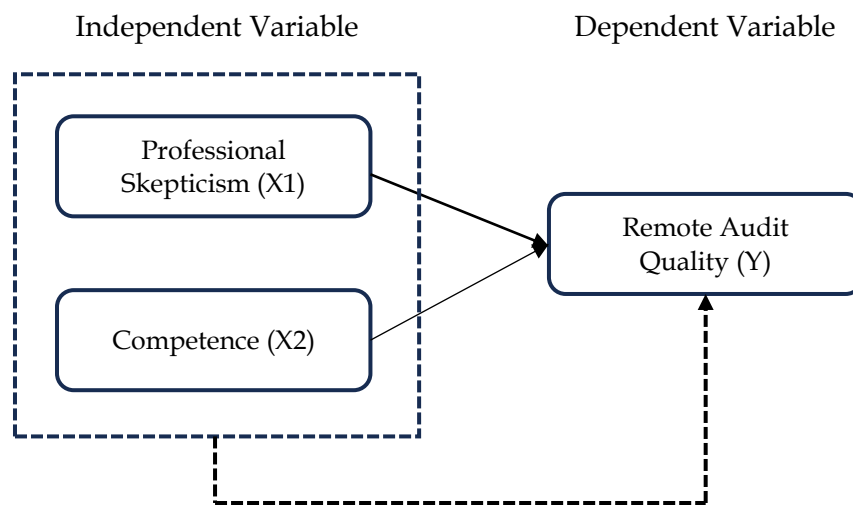 Independent Variable
Dependent Variable
Professional
Skepticism (X1)
Remote Audit
Quality (Y)
Competence (X2)